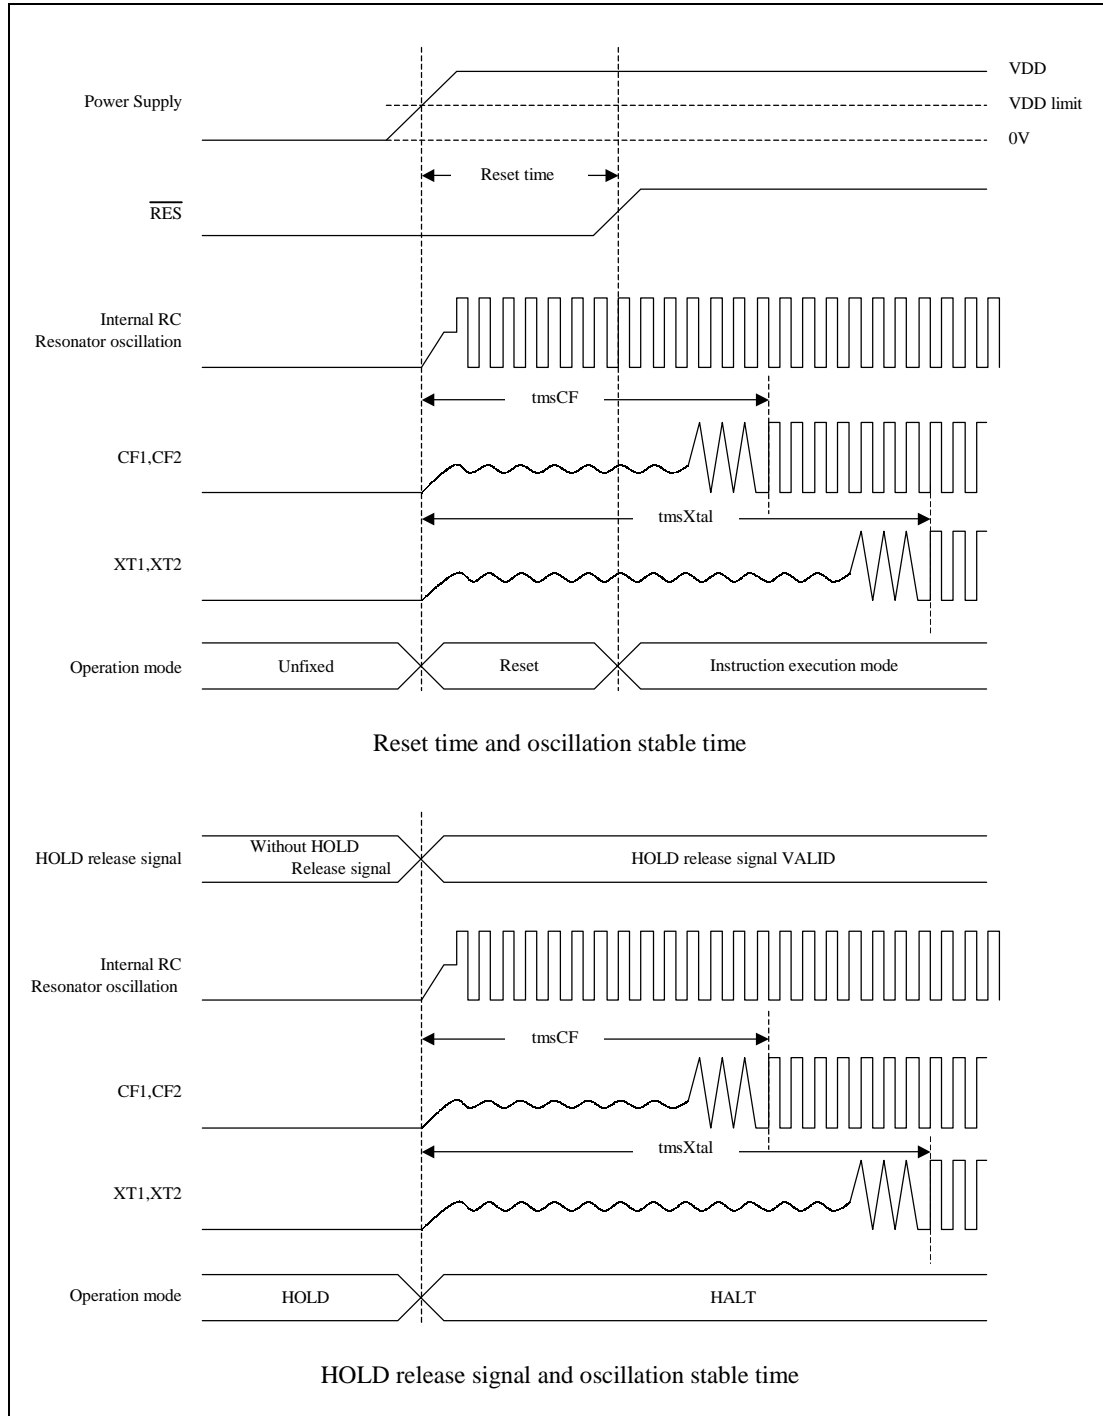 VDD
Power Supply
VDD limit
0V
Reset time
RES
Internal RC
Resonator oscillation
tmsCF
CF1,CF2
tmsXtal
XT1,XT2
Operation mode
Unfixed
Reset
Instruction execution mode
Reset time and oscillation stable time
HOLD release signal
Without HOLD
Release signal
HOLD release signal VALID
Internal RC
Resonator oscillation
tmsCF
CF1,CF2
tmsXtal
XT1,XT2
Operation mode
HOLD
HALT
HOLD release signal and oscillation stable time